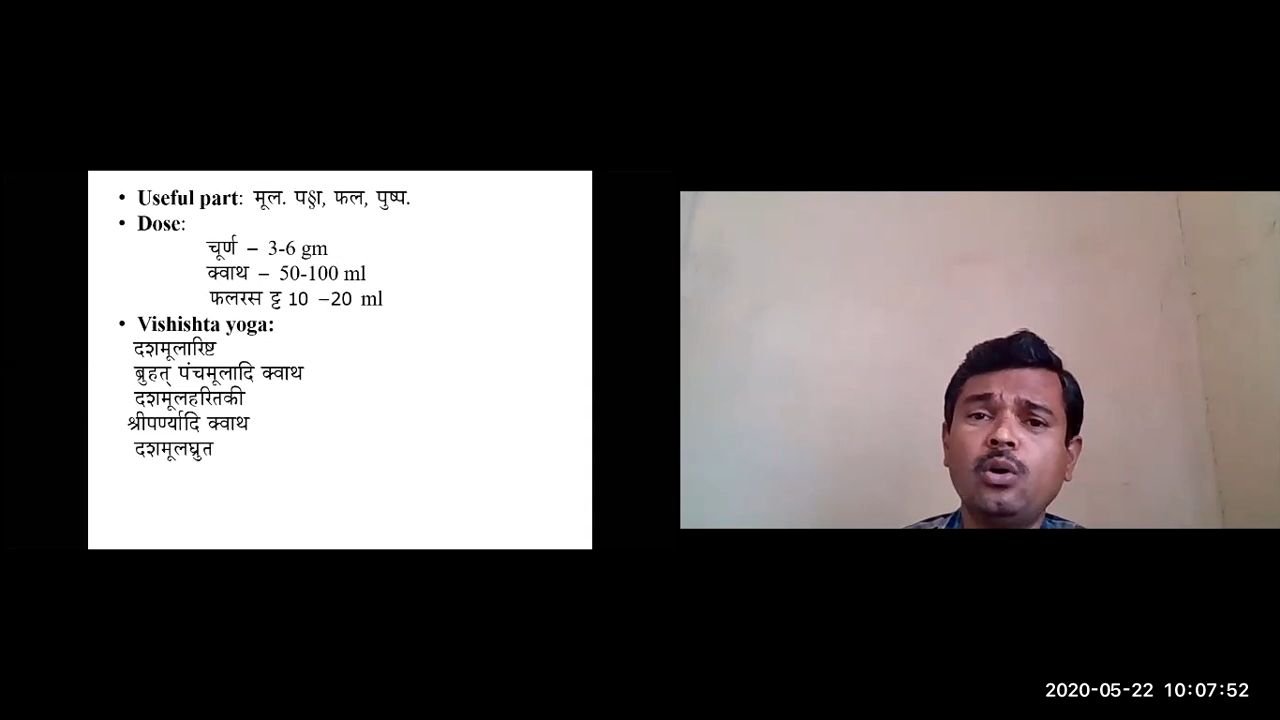 • Useful part: मूल. प§ा, फल, पुष्प.
• Dose:
चूर्ण – 3-6 gm
क्वाथ – 50-100 ml
फलरस ट्ट 10 –20 ml
• Vishishta yoga:
दशमूलारिष्ट
ब्रुहत् पंचमूलादि क्वाथ
दशमूलहरितकी
श्रीपर्ण्यादि क्वाथ
दशमूलघ्रुत
2020-05-22 10:07:52